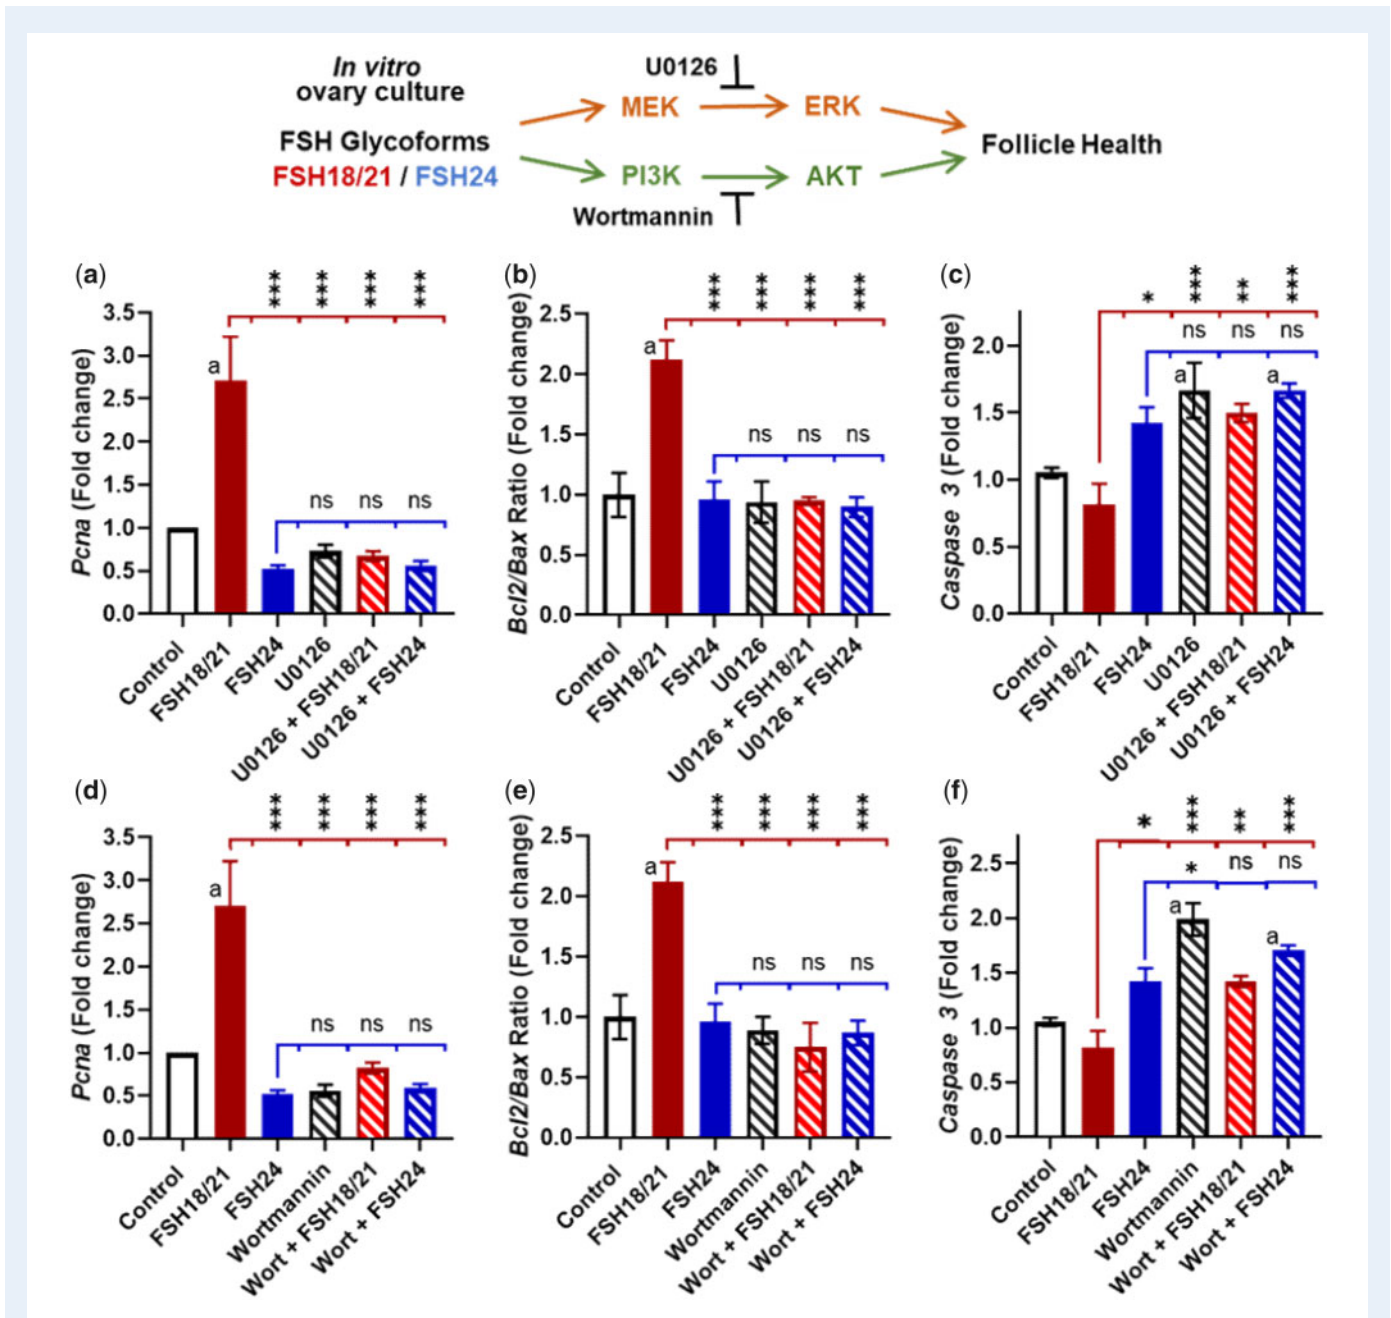 In vitro
ovary culture
FSH Glycoforms
FSH18/21 / FSH24
U0126
MEK
ERK
PI3K
AKT
Wortmannin
Follicle Health
(a)
*** *** *** ***
Pcna (Fold change)
3.5
3.0
2.5
2.0
1.5
1.0
0.5
0.0
a
ns ns ns
Control
FSH18/21
FSH24
U0126
U0126 + FSH18/21
U0126 + FSH24
(b)
*** *** *** ***
Bcl2/Bax Ratio (Fold change)
2.5
2.0
1.5
1.0
0.5
0.0
a
ns ns ns
Control
FSH18/21
FSH24
U0126
U0126 + FSH18/21
U0126 + FSH24
(c)
* *** ** ***
Caspase 3 (Fold change)
2.0
1.5
1.0
0.5
0.0
ns ns ns
a a
Control
FSH18/21
FSH24
U0126
U0126 + FSH18/21
U0126 + FSH24
(d)
*** *** *** ***
Pcna (Fold change)
3.5
3.0
2.5
2.0
1.5
1.0
0.5
0.0
a
ns ns ns
Control
FSH18/21
FSH24
Wortmannin
Wort + FSH18/21
Wort + FSH24
(e)
*** *** *** ***
Bcl2/Bax Ratio (Fold change)
2.5
2.0
1.5
1.0
0.5
0.0
a
ns ns ns
Control
FSH18/21
FSH24
Wortmannin
Wort + FSH18/21
Wort + FSH24
(f)
* *** ** ***
Caspase 3 (Fold change)
2.5
2.0
1.5
1.0
0.5
0.0
* ns ns
a a
Control
FSH18/21
FSH24
Wortmannin
Wort + FSH18/21
Wort + FSH24